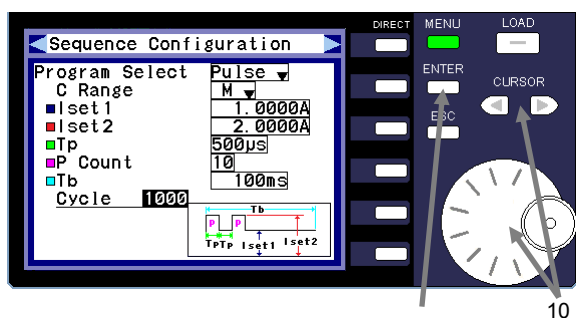 DIRECT MENU LOAD
Sequence Configuration
Program Select Pulse
C Range M
ENTER
CURSOR
Iset1 1.0000A
Iset2 2.0000A
ESC
Tp 500µs
P Count 10
Tb 100ms
Cycle 1000
Tb
P P
TpTp Iset1 Iset2
10